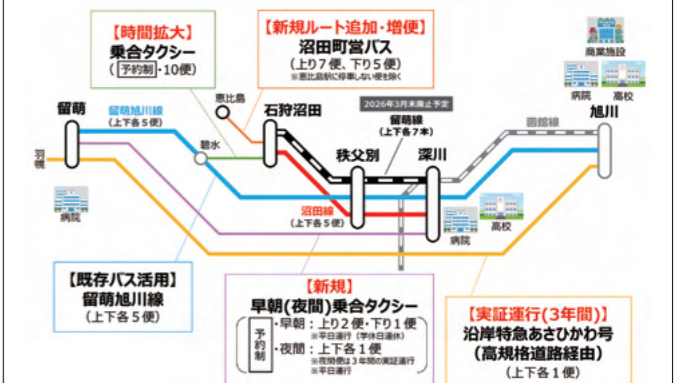 【時間拡大】
乗合タクシー
(予約制・10便)
【新規ルート追加・増便】
沼田町営バス
(上り7便、下り5便)
※恵比島駅に停車しない便を除く
商業施設
病院
高校
旭川
恵比島
石狩沼田
2026年3月末廃止予定
留萌線
(上下各7本)
函館線
留萌
留萌旭川線
(上下各5便)
碧水
秩父別
深川
羽幌
沼田線
(上下各5便)
病院
病院
高校
【既存バス活用】
留萌旭川線
(上下各5便)
【新規】
早朝(夜間)乗合タクシー
予約制
・早朝:上り2便・下り1便
※平日運行(学休日運休)
・夜間:上下各1便
※夜間便は3年間の実証運行
※平日運行
【実証運行(3年間)】
沿岸特急あさひかわ号
(高規格道路経由)
(上下各1便)